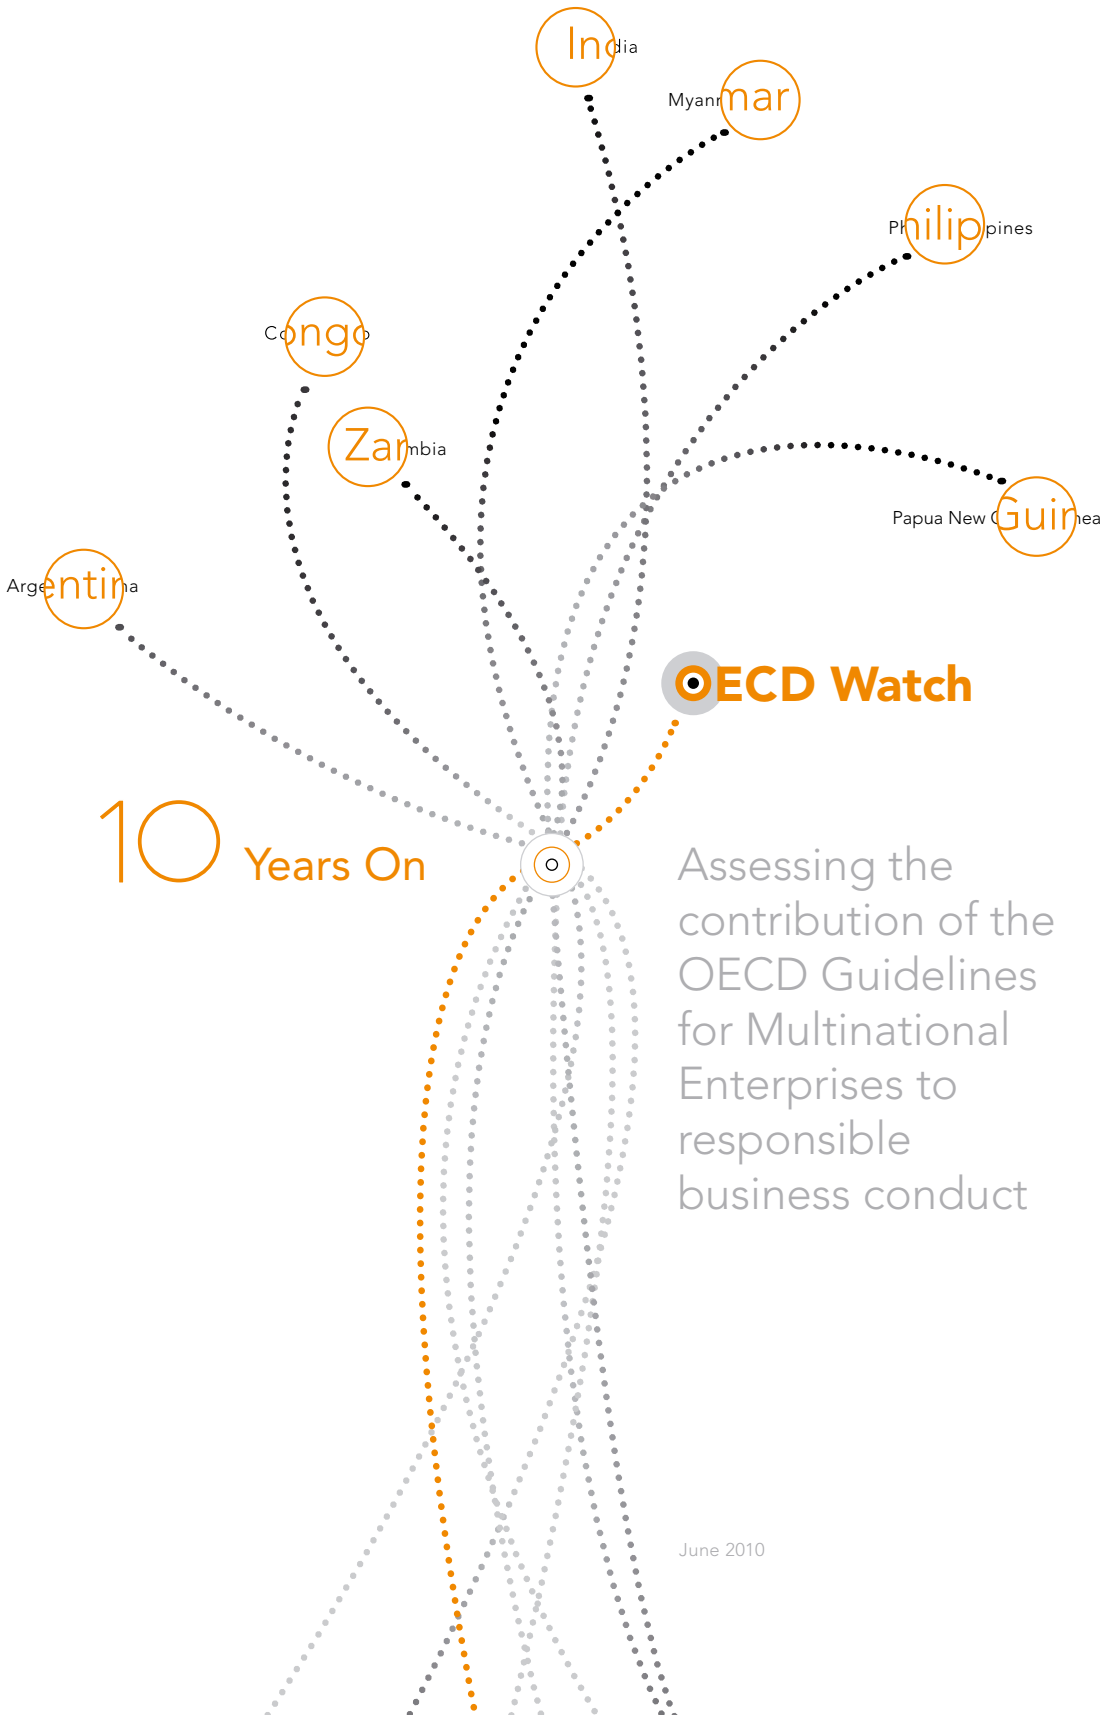 India
Myanmar
Philippines
Congo
Zambia
Papua New Guinea
Argentina
OECD Watch
10 Years On
Assessing the
contribution of the
OECD Guidelines
for Multinational
Enterprises to
responsible
business conduct
June 2010